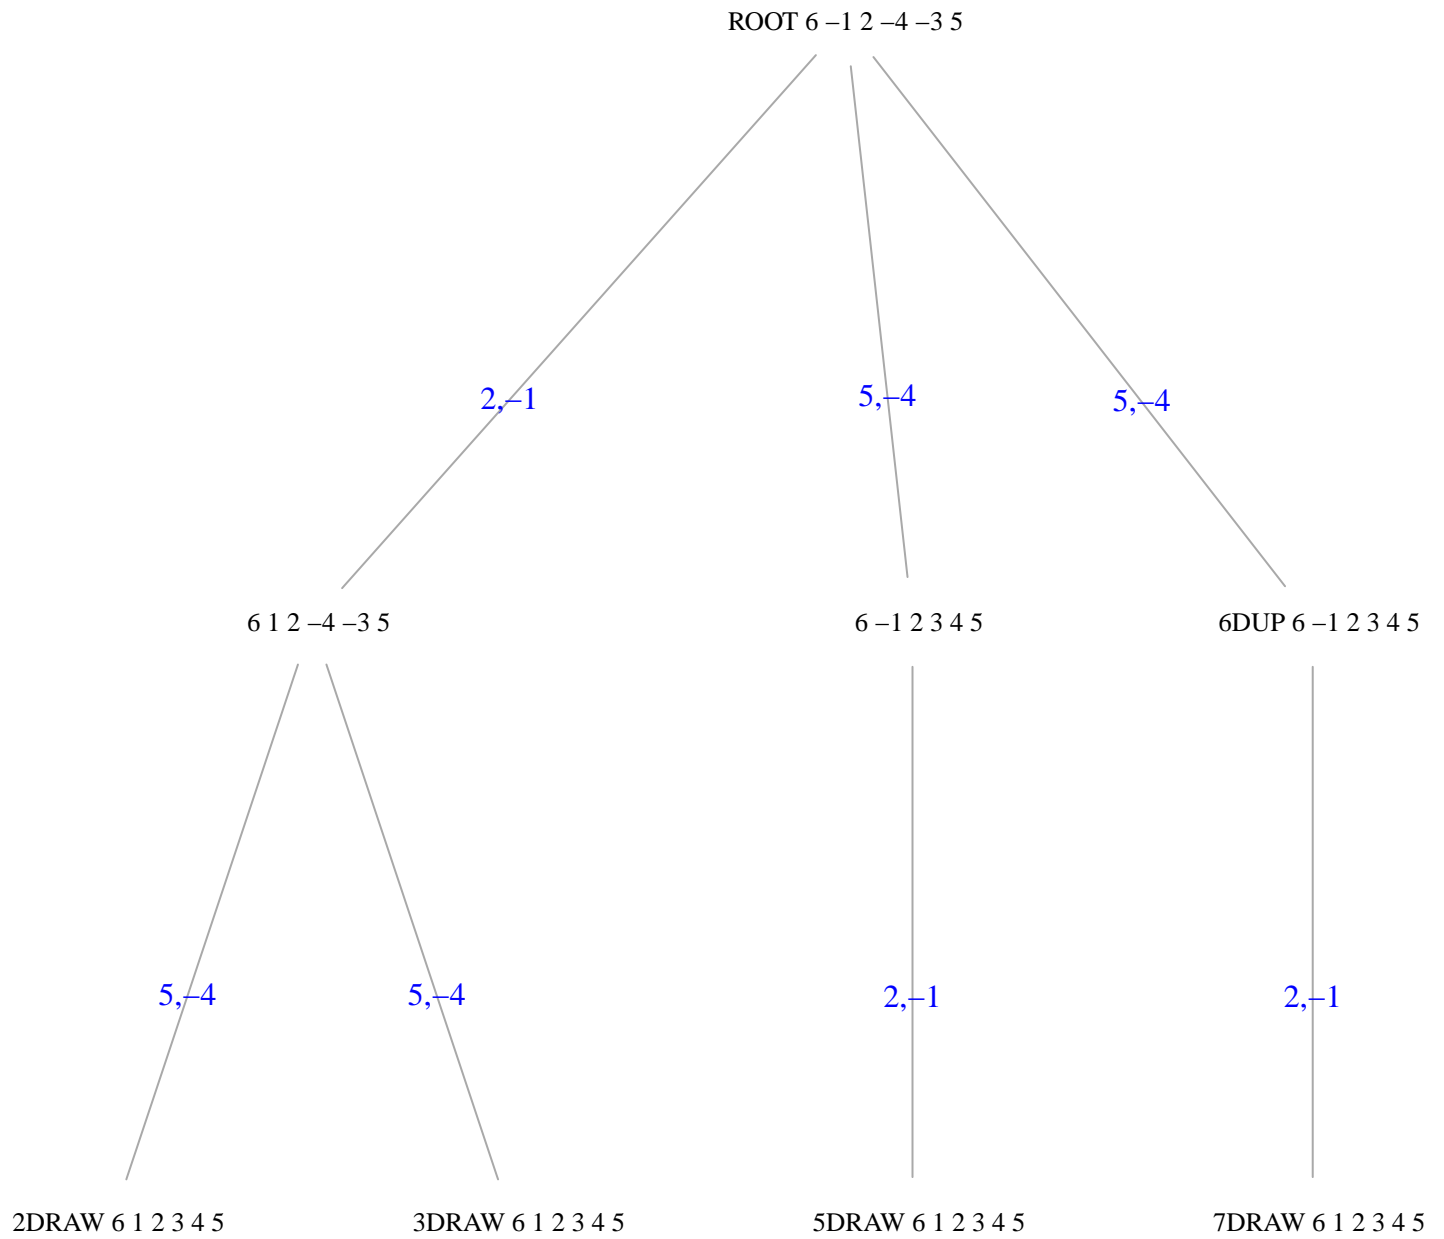 ROOT 6 –1 2 –4 –3 5
2,–1
5,–4
5,–4
6 1 2 –4 –3 5
6 –1 2 3 4 5
6DUP 6 –1 2 3 4 5
5,–4
5,–4
2,–1
2,–1
2DRAW 6 1 2 3 4 5
3DRAW 6 1 2 3 4 5
5DRAW 6 1 2 3 4 5
7DRAW 6 1 2 3 4 5